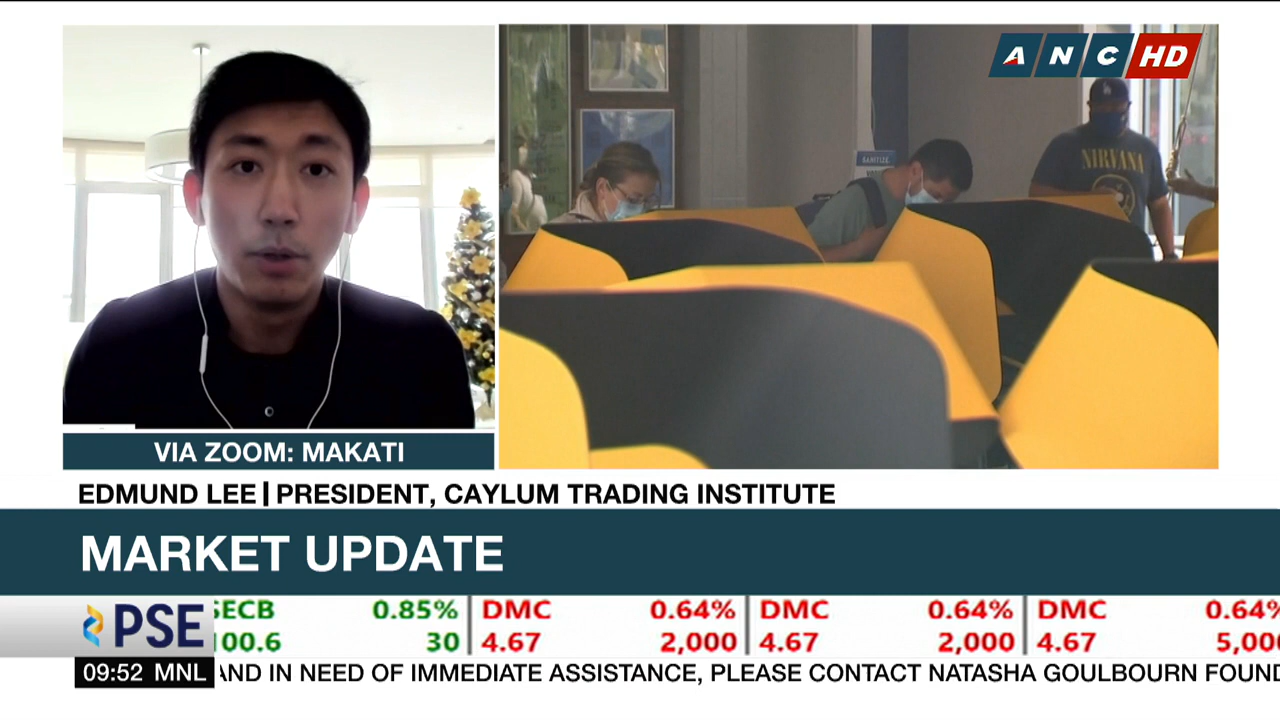 ANC HD
SANITIZE
NIRVANA
VIA ZOOM: MAKATI
EDMUND LEE | PRESIDENT, CAYLUM TRADING INSTITUTE
MARKET UPDATE
PSE
SECB 0.85% DMC 0.64% DMC 0.64% DMC 0.64%
100.6 30 4.67 2,000 4.67 2,000 4.67 5,000
09:52 MNL AND IN NEED OF IMMEDIATE ASSISTANCE, PLEASE CONTACT NATASHA GOULBOURN FOUND